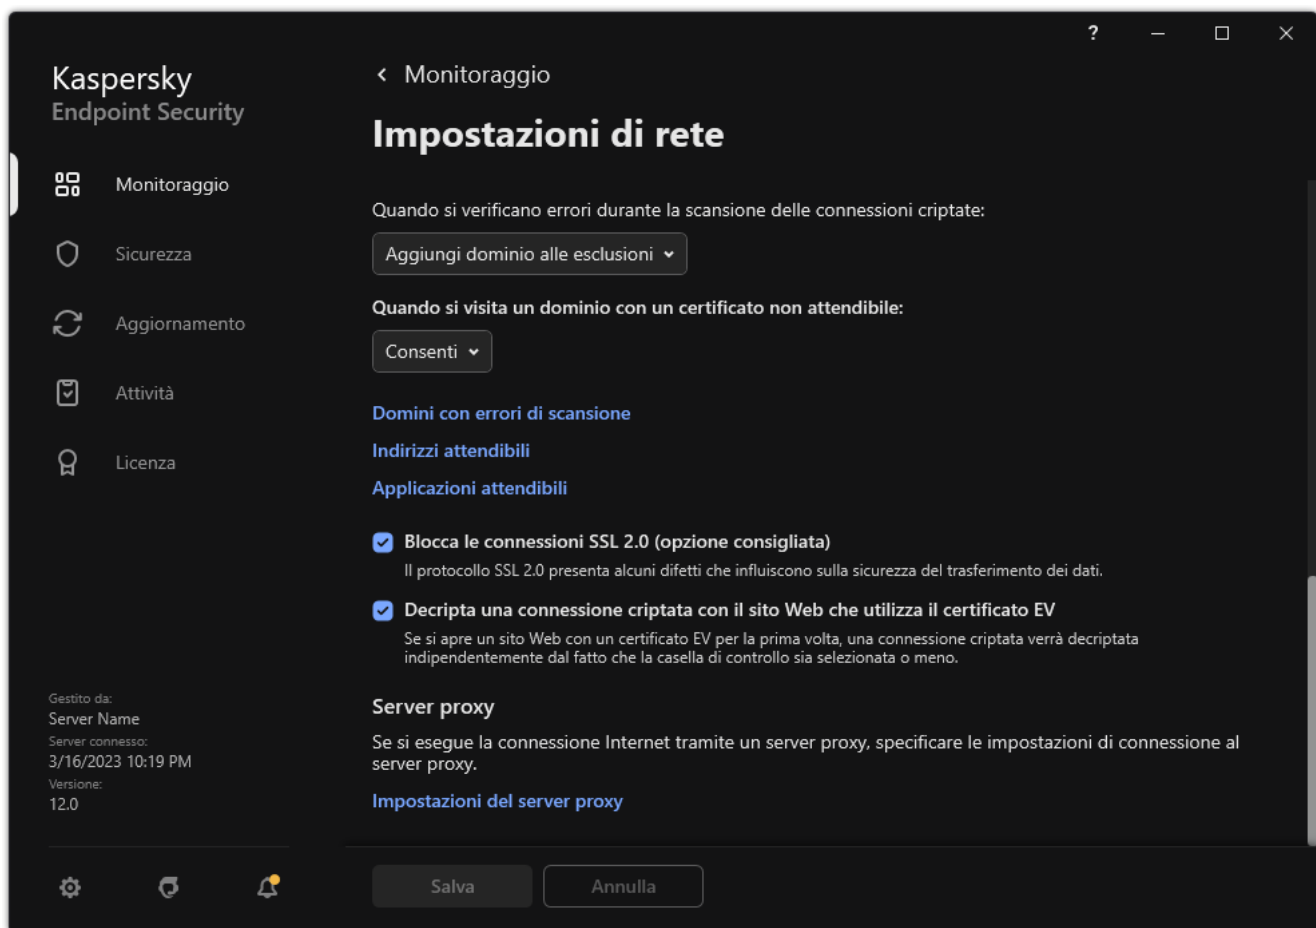 ?
Kaspersky
Endpoint Security
Monitoraggio
Sicurezza
Aggiornamento
Attività
Licenza
Gestito da:
Server Name
Server connesso:
3/16/2023 10:19 PM
Versione:
12.0
Monitoraggio
Impostazioni di rete
Quando si verificano errori durante la scansione delle connessioni criptate:
Aggiungi dominio alle esclusioni
Quando si visita un dominio con un certificato non attendibile:
Consenti
Domini con errori di scansione
Indirizzi attendibili
Applicazioni attendibili
Blocca le connessioni SSL 2.0 (opzione consigliata)
Il protocollo SSL 2.0 presenta alcuni difetti che influiscono sulla sicurezza del trasferimento dei dati.
Decripta una connessione criptata con il sito Web che utilizza il certificato EV
Se si apre un sito Web con un certificato EV per la prima volta, una connessione criptata verrà decriptata
indipendentemente dal fatto che la casella di controllo sia selezionata o meno.
Server proxy
Se si esegue la connessione Internet tramite un server proxy, specificare le impostazioni di connessione al
server proxy.
Impostazioni del server proxy
Salva
Annulla